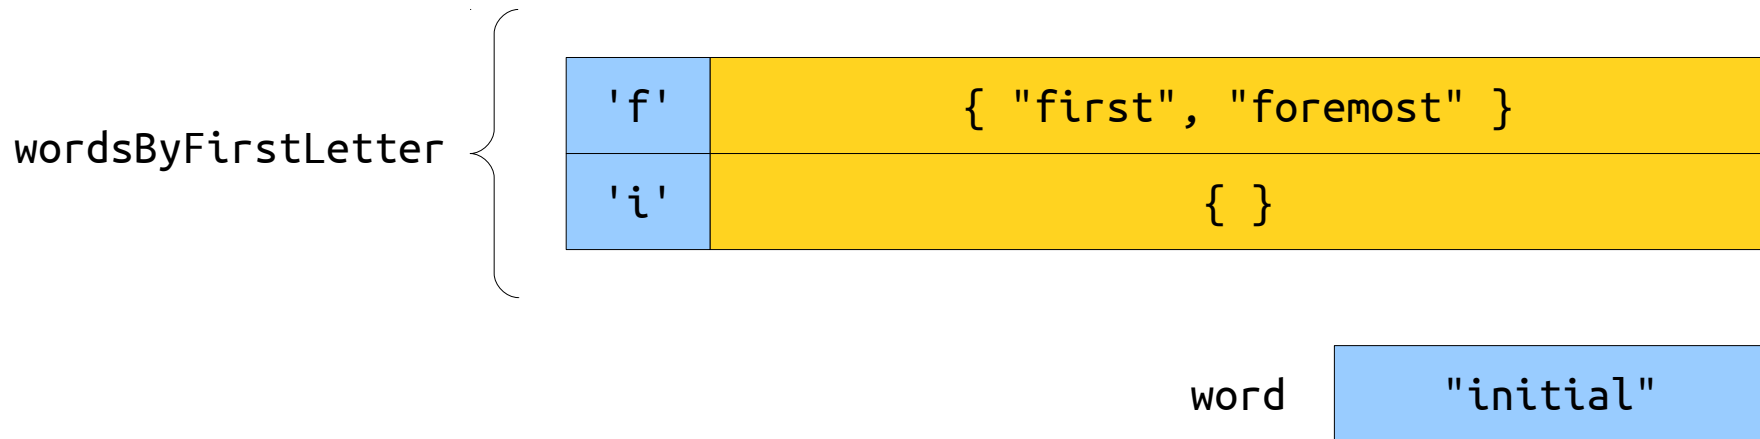 'f' { "first", "foremost" }
wordsByFirstLetter
'i' { }
word "initial"